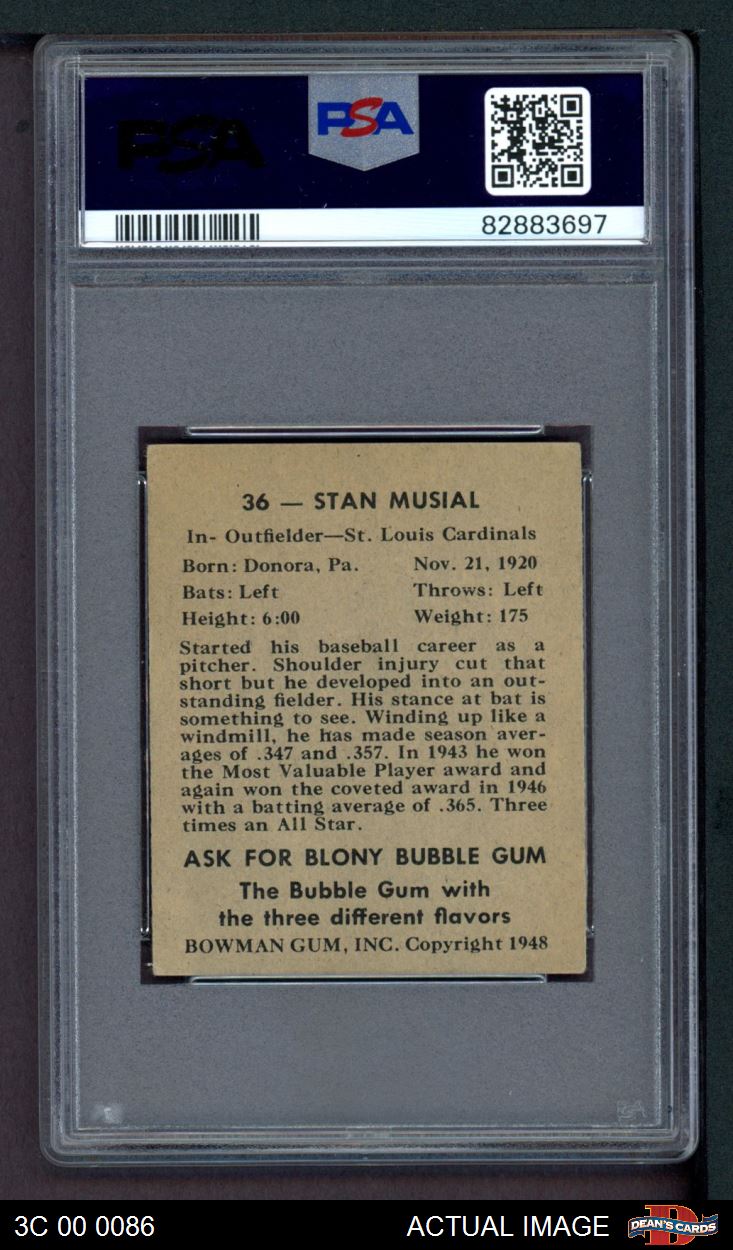 PSA
PSA
82883697
36 — STAN MUSIAL
In- Outfielder—St. Louis Cardinals
Born: Donora, Pa. Nov. 21, 1920
Bats: Left Throws: Left
Height: 6:00 Weight: 175
Started his baseball career as a
pitcher. Shoulder injury cut that
short but he developed into an out-
standing fielder. His stance at bat is
something to see. Winding up like a
windmill, he has made season aver-
ages of .347 and .357. In 1943 he won
the Most Valuable Player award and
again won the coveted award in 1946
with a batting average of .365. Three
times an All Star.
ASK FOR BLONY BUBBLE GUM
The Bubble Gum with
the three different flavors
BOWMAN GUM, INC. Copyright 1948
3C 00 0086 ACTUAL IMAGE DEAN'S CARDS